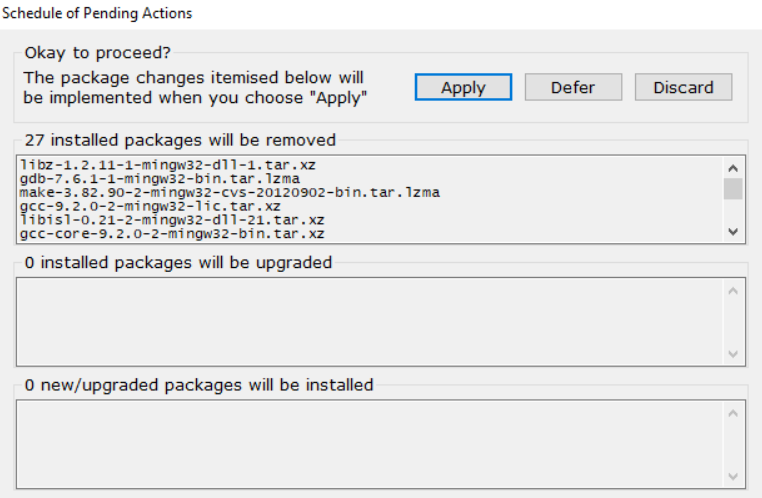 Schedule of Pending Actions
Okay to proceed?
The package changes itemised below will
be implemented when you choose "Apply"
Apply
Defer
Discard
27 installed packages will be removed
libz-1.2.11-1-mingw32-dll-1.tar.xz
gdb-7.6.1-1-mingw32-bin.tar.lzma
make-3.82.90-2-mingw32-cvs-20120902-bin.tar.lzma
gcc-9.2.0-2-mingw32-lic.tar.xz
libisl-0.21-2-mingw32-dll-21.tar.xz
gcc-core-9.2.0-2-mingw32-bin.tar.xz
0 installed packages will be upgraded
0 new/upgraded packages will be installed